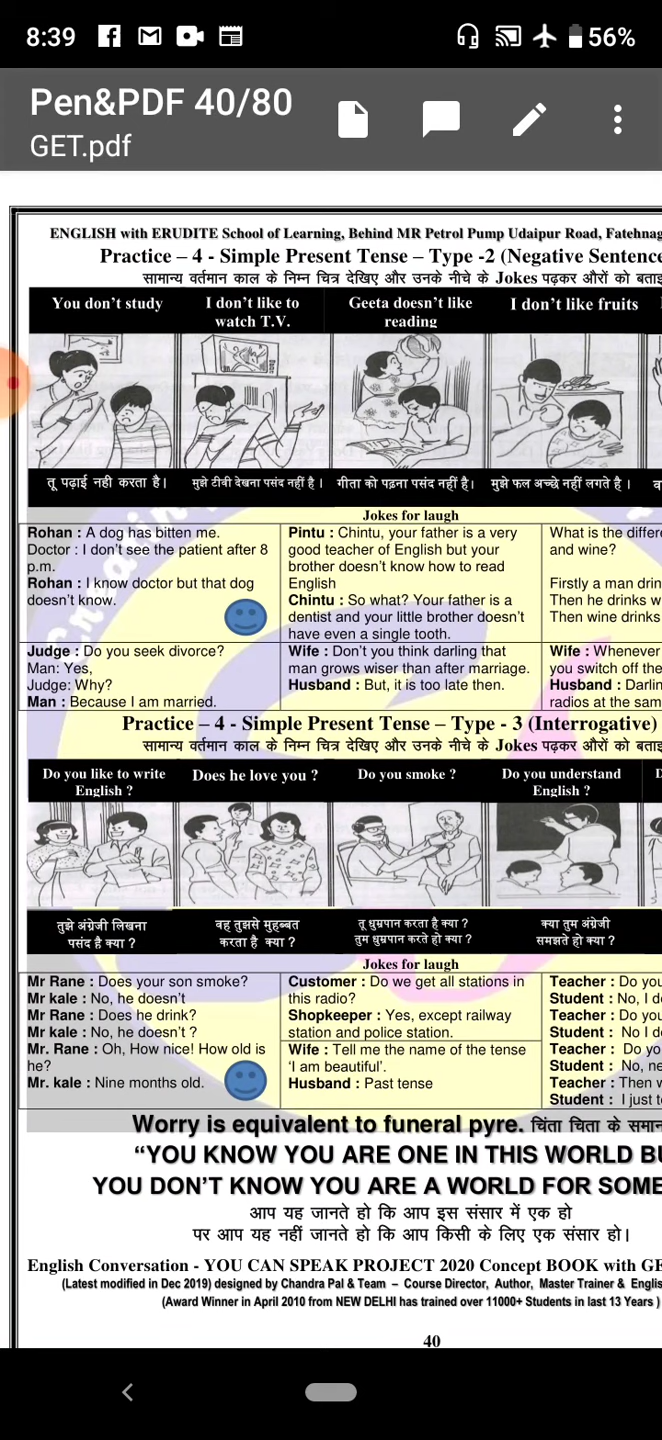 8:39
56%
Pen&PDF 40/80
GET.pdf
ENGLISH with ERUDITE School of Learning, Behind MR Petrol Pump Udaipur Road, Fatehnag
Practice – 4 - Simple Present Tense – Type -2 (Negative Sentence
सामान्य वर्तमान काल के निम्न चित्र देखिए और उनके नीचे के Jokes पढ़कर औरों को बताइ
You don't study
I don't like to
watch T.V.
Geeta doesn't like
reading
I don't like fruits
तू पढ़ाई नही करता है।
मुझे टीवी देखना पसंद नहीं है ।
गीता को पढ़ना पसंद नहीं है।
मुझे फल अच्छे नहीं लगते है ।
Jokes for laugh
Rohan : A dog has bitten me.
Doctor : I don't see the patient after 8
p.m.
Rohan : I know doctor but that dog
doesn't know.
Pintu : Chintu, your father is a very
good teacher of English but your
brother doesn't know how to read
English
Chintu : So what? Your father is a
dentist and your little brother doesn't
have even a single tooth.
What is the differe
and wine?
Firstly a man drin
Then he drinks w
Then wine drinks
Judge : Do you seek divorce?
Man: Yes,
Judge: Why?
Man : Because I am married.
Wife : Don't you think darling that
man grows wiser than after marriage.
Husband : But, it is too late then.
Wife : Whenever
you switch off the
Husband : Darlin
radios at the sam
Practice – 4 - Simple Present Tense – Type - 3 (Interrogative)
सामान्य वर्तमान काल के निम्न चित्र देखिए और उनके नीचे के Jokes पढ़कर औरों को बताइ
Do you like to write
English ?
Does he love you ?
Do you smoke ?
Do you understand
English ?
तुझे अंग्रेजी लिखना
पसंद है क्या ?
वह तुझसे मुहब्बत
करता है क्या ?
तू धुम्रपान करता है क्या ?
तुम धुम्रपान करते हो क्या ?
क्या तुम अंग्रेजी
समझते हो क्या ?
Jokes for laugh
Mr Rane : Does your son smoke?
Mr kale : No, he doesn't
Mr Rane : Does he drink?
Mr kale : No, he doesn't ?
Mr. Rane : Oh, How nice! How old is
he?
Mr. kale : Nine months old.
Customer : Do we get all stations in
this radio?
Shopkeeper : Yes, except railway
station and police station.
Wife : Tell me the name of the tense
'I am beautiful'.
Husband : Past tense
Teacher : Do you
Student : No, I d
Teacher : Do you
Student : No I do
Teacher : Do yo
Student : No, ne
Teacher : Then w
Student : I just t
Worry is equivalent to funeral pyre. चिंता चिता के समान
“YOU KNOW YOU ARE ONE IN THIS WORLD BU
YOU DON'T KNOW YOU ARE A WORLD FOR SOME
आप यह जानते हो कि आप इस संसार में एक हो
पर आप यह नहीं जानते हो कि आप किसी के लिए एक संसार हो।
English Conversation - YOU CAN SPEAK PROJECT 2020 Concept BOOK with GE
(Latest modified in Dec 2019) designed by Chandra Pal & Team – Course Director, Author, Master Trainer & Englis
(Award Winner in April 2010 from NEW DELHI has trained over 11000+ Students in last 13 Years )
40